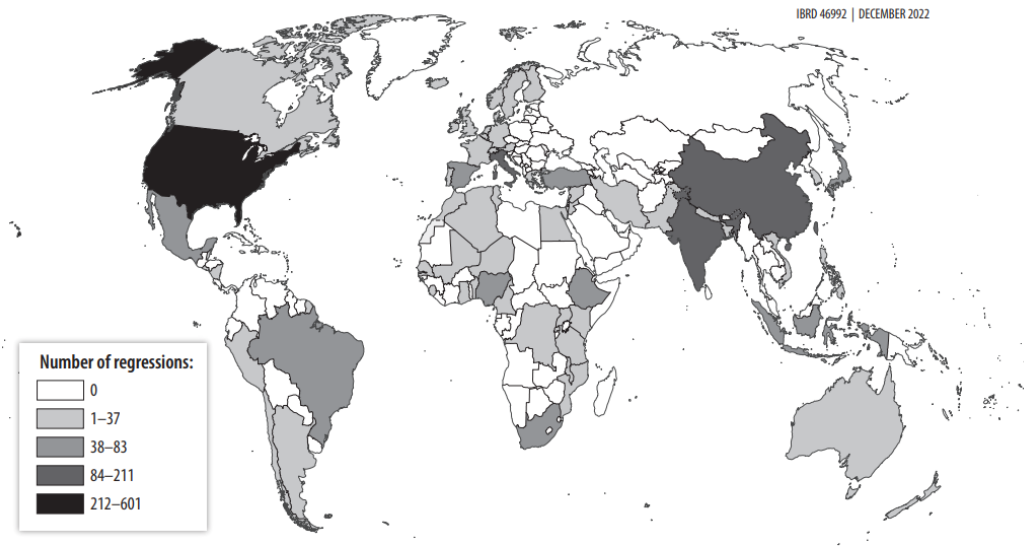 IBRD 46992 | DECEMBER 2022
Number of regressions:
0
1–37
38–83
84–211
212–601